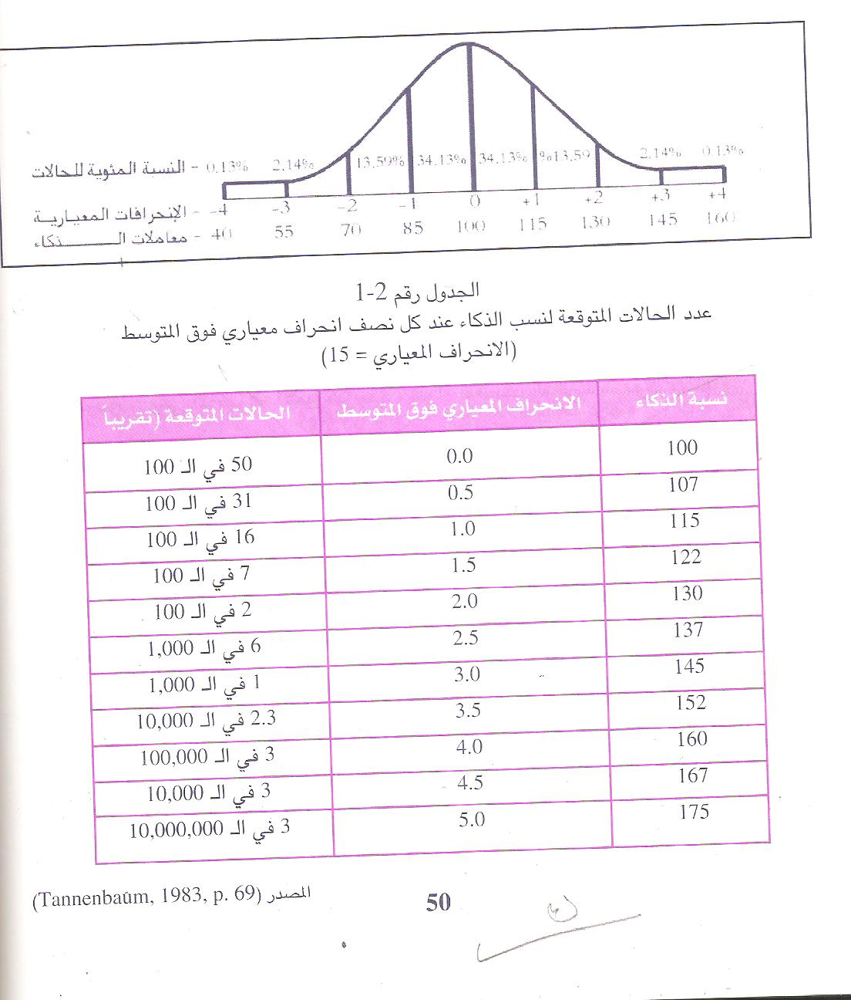 النسبة المئوية للحالات - 0.13% 2.14% 13.59% 34.13% 34.13% %13.59 2.14% 0.13%
الإنحرافات المعيارية - -4 -3 -2 -1 0 +1 +2 +3 +4
معاملات الـــــذكاء - 40 55 70 85 100 115 130 145 160
الجدول رقم 2-1
عدد الحالات المتوقعة لنسب الذكاء عند كل نصف انحراف معياري فوق المتوسط
(الانحراف المعياري = 15)
نسبة الذكاء الانحراف المعياري فوق المتوسط الحالات المتوقعة (تقريباً
100 0.0 50 في الـ 100
107 0.5 31 في الـ 100
115 1.0 16 في الـ 100
122 1.5 7 في الـ 100
130 2.0 2 في الـ 100
137 2.5 6 في الـ 1,000
145 3.0 1 في الـ 1,000
152 3.5 2.3 في الـ 10,000
160 4.0 3 في الـ 100,000
167 4.5 3 في الـ 10,000
175 5.0 3 في الـ 10,000,000
المصدر (Tannenbaûm, 1983, p. 69)
50